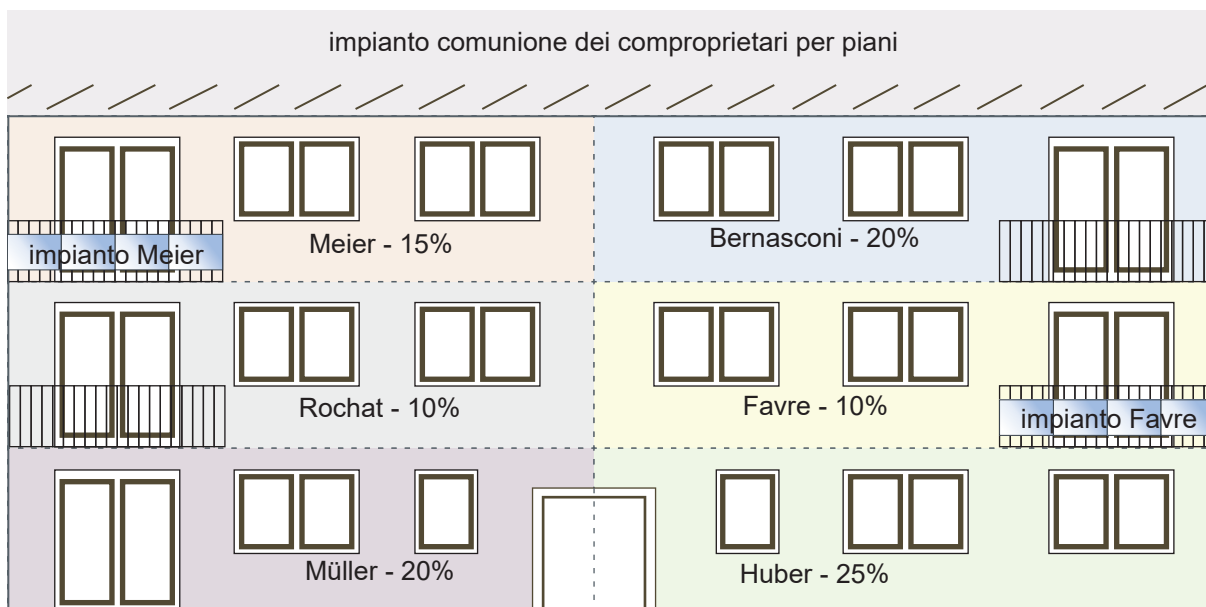 impianto comunione dei comproprietari per piani
Meier - 15%
Bernasconi - 20%
impianto Meier
Rochat - 10%
Favre - 10%
impianto Favre
Müller - 20%
Huber - 25%